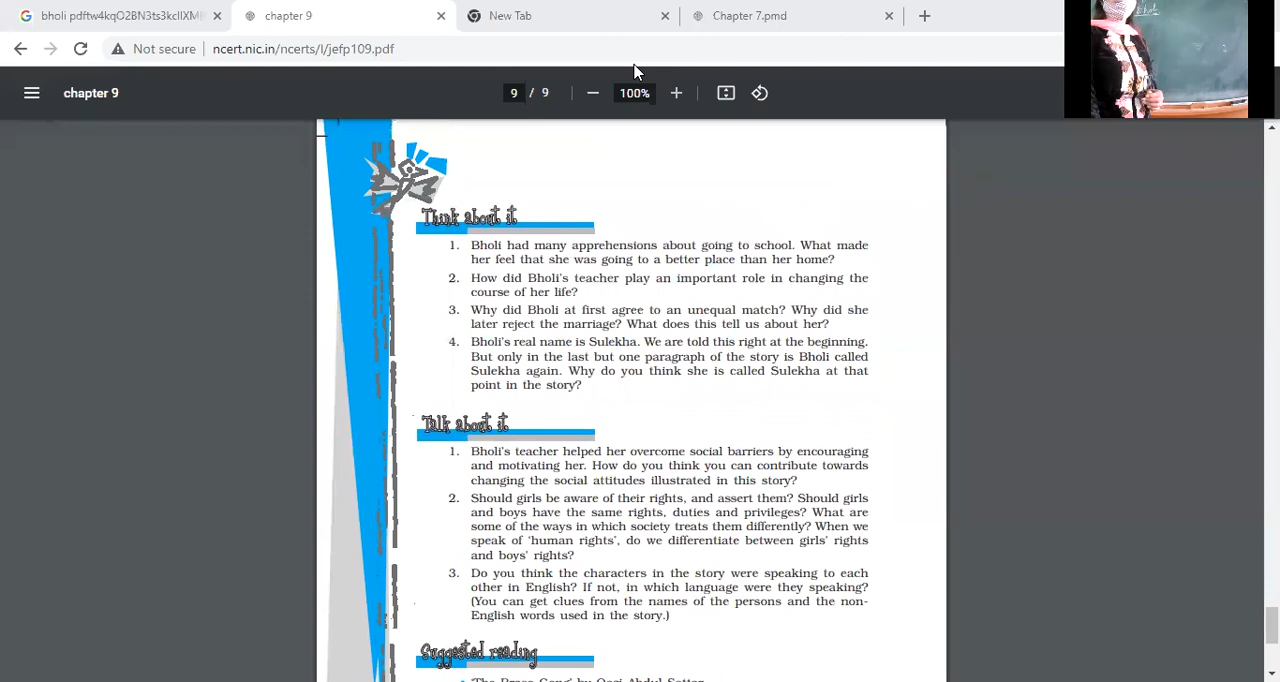 bholi pdftw4kqO2BN3ts3kcllXM
chapter 9
New Tab
Chapter 7.pmd
Not secure
ncert.nic.in/ncerts/l/jefp109.pdf
chapter 9
9 / 9
100%
Think about it
1. Bholi had many apprehensions about going to school. What made
her feel that she was going to a better place than her home?
2. How did Bholi's teacher play an important role in changing the
course of her life?
3. Why did Bholi at first agree to an unequal match? Why did she
later reject the marriage? What does this tell us about her?
4. Bholi's real name is Sulekha. We are told this right at the beginning.
But only in the last but one paragraph of the story is Bholi called
Sulekha again. Why do you think she is called Sulekha at that
point in the story?
Talk about it
1. Bholi's teacher helped her overcome social barriers by encouraging
and motivating her. How do you think you can contribute towards
changing the social attitudes illustrated in this story?
2. Should girls be aware of their rights, and assert them? Should girls
and boys have the same rights, duties and privileges? What are
some of the ways in which society treats them differently? When we
speak of 'human rights', do we differentiate between girls' rights
and boys' rights?
3. Do you think the characters in the story were speaking to each
other in English? If not, in which language were they speaking?
(You can get clues from the names of the persons and the non-
English words used in the story.)
Suggested reading
'The Brass Gong' by Qazi Abdul Sattar